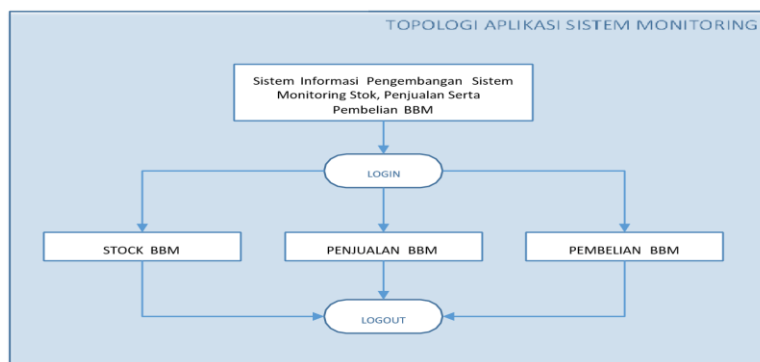 TOPOLOGI APLIKASI SISTEM MONITORING
Sistem Informasi Pengembangan Sistem
Monitoring Stok, Penjualan Serta
Pembelian BBM
LOGIN
STOCK BBM
PENJUALAN BBM
PEMBELIAN BBM
LOGOUT